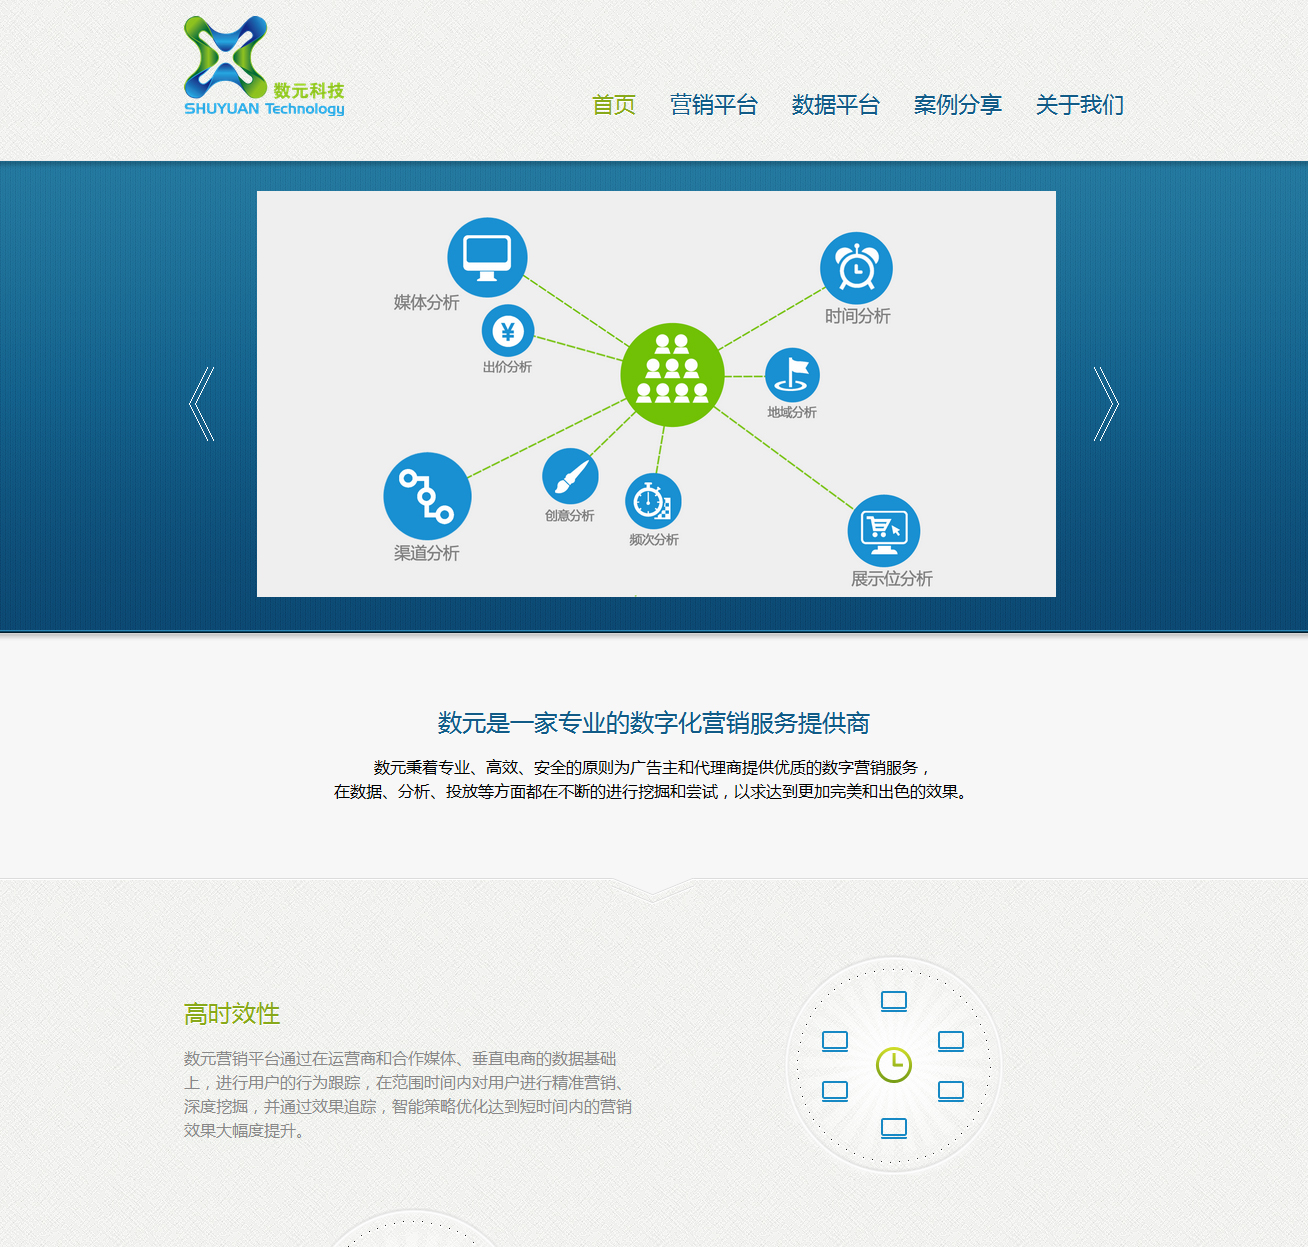 数元科技
SHUYUAN Technology
首页 营销平台 数据平台 案例分享 关于我们
媒体分析
时间分析
¥
出价分析
地域分析
创意分析
频次分析
渠道分析
展示位分析
数元是一家专业的数字化营销服务提供商
数元秉着专业、高效、安全的原则为广告主和代理商提供优质的数字营销服务，
在数据、分析、投放等方面都在不断的进行挖掘和尝试，以求达到更加完美和出色的效果。
高时效性
数元营销平台通过在运营商和合作媒体、垂直电商的数据基础
上，进行用户的行为跟踪，在范围时间内对用户进行精准营销、
深度挖掘，并通过效果追踪，智能策略优化达到短时间内的营销
效果大幅度提升。